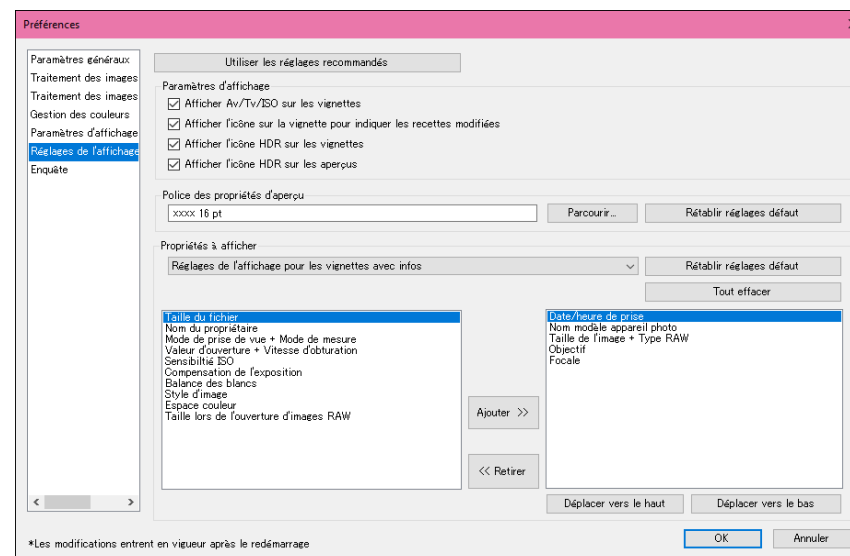 Préférences
Paramètres généraux
Traitement des images
Traitement des images
Gestion des couleurs
Paramètres d'affichage
Réglages de l'affichage
Enquête
Utiliser les réglages recommandés
Paramètres d'affichage
Afficher Av/Tv/ISO sur les vignettes
Afficher l'icône sur la vignette pour indiquer les recettes modifiées
Afficher l'icône HDR sur les vignettes
Afficher l'icône HDR sur les aperçus
Police des propriétés d'aperçu
xxxx 16 pt
Parcourir...
Rétablir réglages défaut
Propriétés à afficher
Réglages de l'affichage pour les vignettes avec infos
Rétablir réglages défaut
Tout effacer
Taille du fichier
Nom du propriétaire
Mode de prise de vue + Mode de mesure
Valeur d'ouverture + Vitesse d'obturation
Sensibiltié ISO
Compensation de l'exposition
Balance des blancs
Style d'image
Espace couleur
Taille lors de l'ouverture d'images RAW
Ajouter >>
<< Retirer
Date/heure de prise
Nom modèle appareil photo
Taille de l'image + Type RAW
Objectif
Focale
Déplacer vers le haut
Déplacer vers le bas
*Les modifications entrent en vigueur après le redémarrage
OK
Annuler